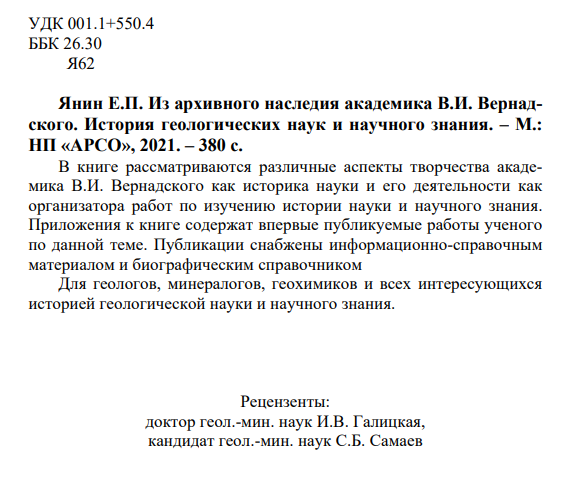 УДК 001.1+550.4
ББК 26.30
Я62
Янин Е.П. Из архивного наследия академика В.И. Вернад-
ского. История геологических наук и научного знания. – М.:
НП «АРСО», 2021. – 380 с.
В книге рассматриваются различные аспекты творчества акаде-
мика В.И. Вернадского как историка науки и его деятельности как
организатора работ по изучению истории науки и научного знания.
Приложения к книге содержат впервые публикуемые работы ученого
по данной теме. Публикации снабжены информационно-справочным
материалом и биографическим справочником
Для геологов, минералогов, геохимиков и всех интересующихся
историей геологической науки и научного знания.
Рецензенты:
доктор геол.-мин. наук И.В. Галицкая,
кандидат геол.-мин. наук С.Б. Самаев